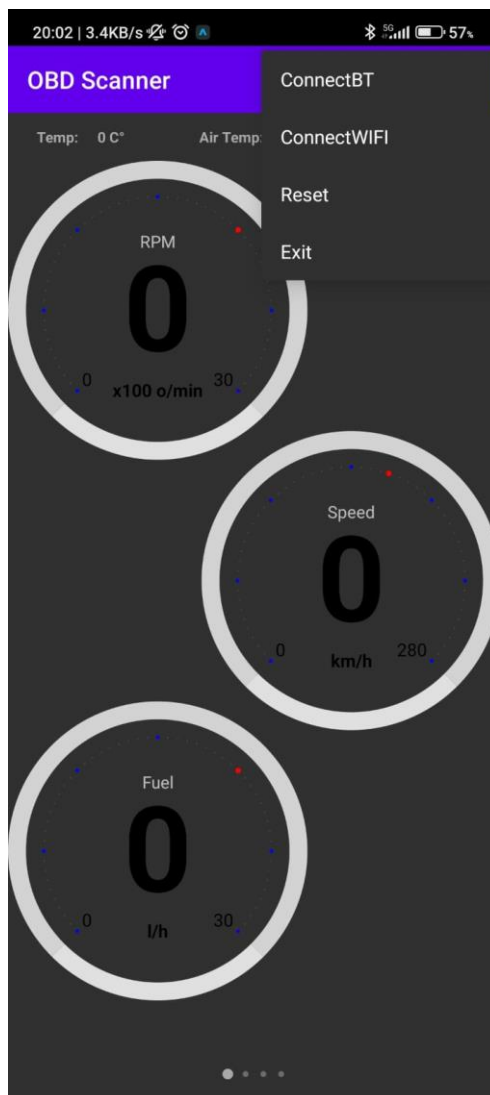 20:02 | 3.4KB/s 5G 57%
OBD Scanner
ConnectBT
ConnectWIFI
Reset
Exit
Temp: 0 C° Air Temp:
RPM
0
0 x100 o/min 30
Speed
0
0 km/h 280
Fuel
0
0 l/h 30